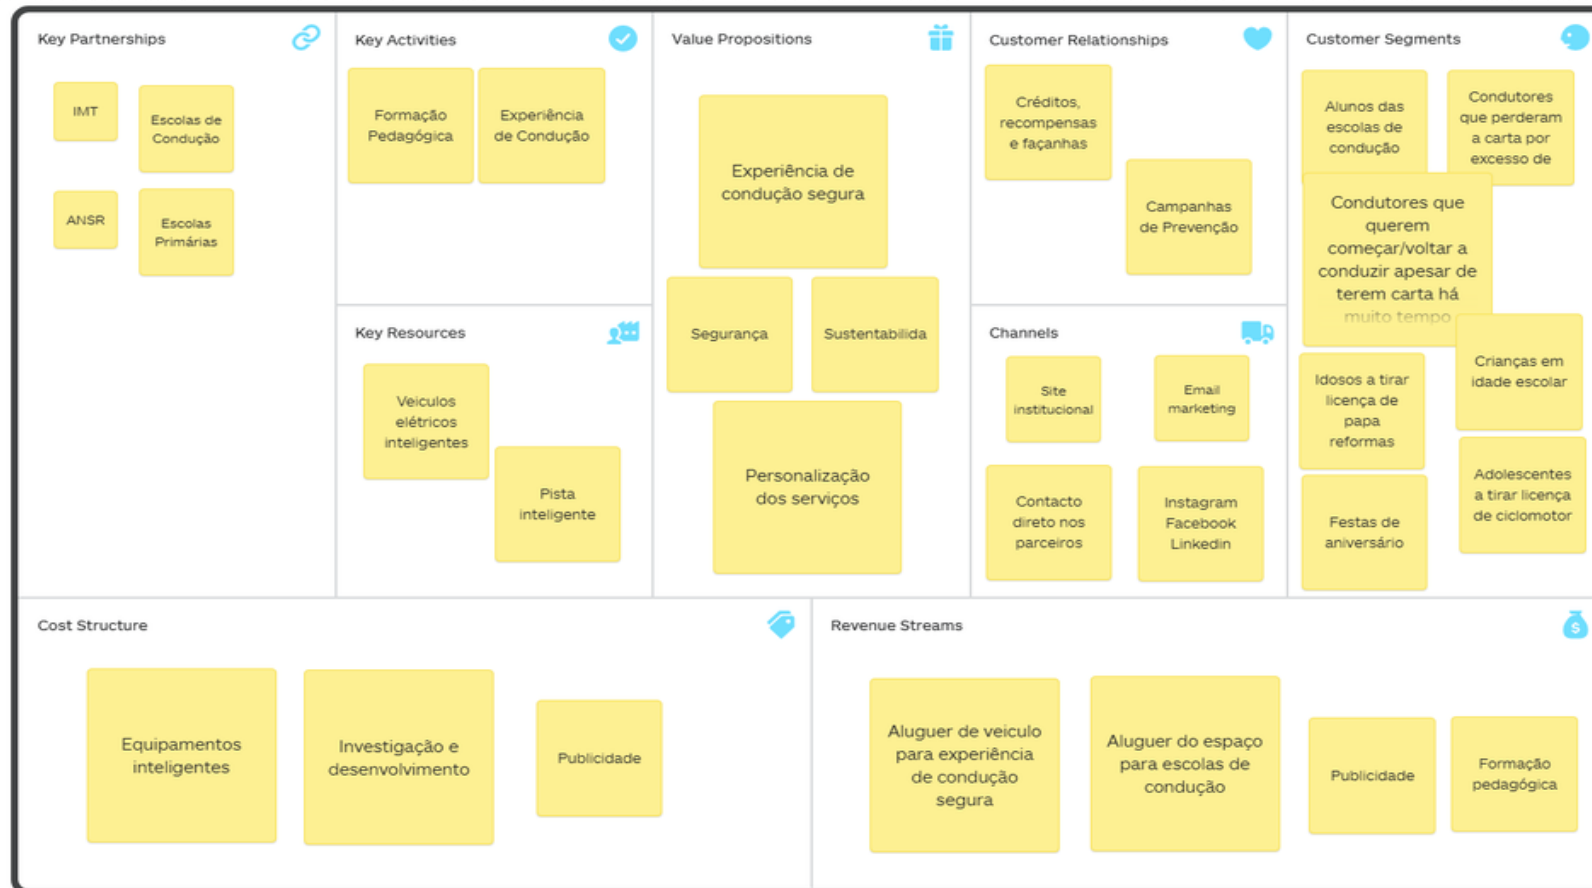 Key Partnerships
IMT
Escolas de
Condução
ANSR
Escolas
Primárias
Key Activities
Formação
Pedagógica
Experiência
de Condução
Key Resources
Veiculos
elétricos
inteligentes
Pista
inteligente
Value Propositions
Experiência de
condução segura
Segurança
Sustentabilida
Personalização
dos serviços
Customer Relationships
Créditos,
recompensas
e façanhas
Campanhas
de Prevenção
Channels
Site
institucional
Email
marketing
Contacto
direto nos
parceiros
Instagram
Facebook
Linkedin
Customer Segments
Alunos das
escolas de
condução
Condutores
que perderam
a carta por
excesso de
Condutores que
querem
começar/voltar a
conduzir apesar de
terem carta há
muito tempo
Crianças em
idade escolar
Idosos a tirar
licença de
papa
reformas
Adolescentes
a tirar licença
de ciclomotor
Festas de
aniversário
Cost Structure
Equipamentos
inteligentes
Investigação e
desenvolvimento
Publicidade
Revenue Streams
Aluguer de veiculo
para experiência
de condução
segura
Aluguer do espaço
para escolas de
condução
Publicidade
Formação
pedagógica